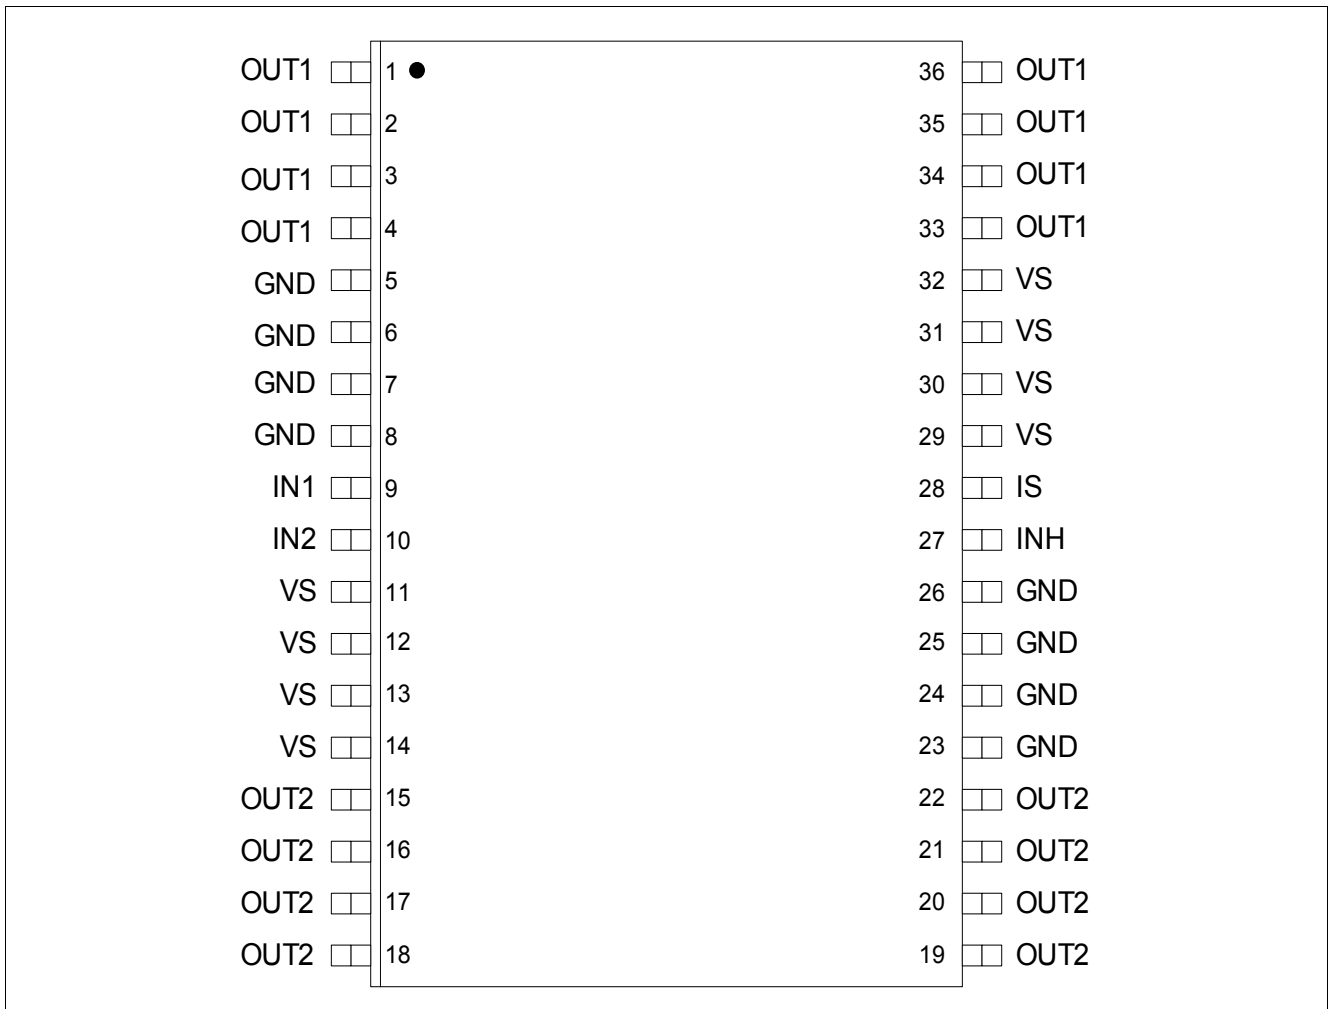 OUT1 1 36 OUT1
OUT1 2 35 OUT1
OUT1 3 34 OUT1
OUT1 4 33 OUT1
GND 5 32 VS
GND 6 31 VS
GND 7 30 VS
GND 8 29 VS
IN1 9 28 IS
IN2 10 27 INH
VS 11 26 GND
VS 12 25 GND
VS 13 24 GND
VS 14 23 GND
OUT2 15 22 OUT2
OUT2 16 21 OUT2
OUT2 17 20 OUT2
OUT2 18 19 OUT2